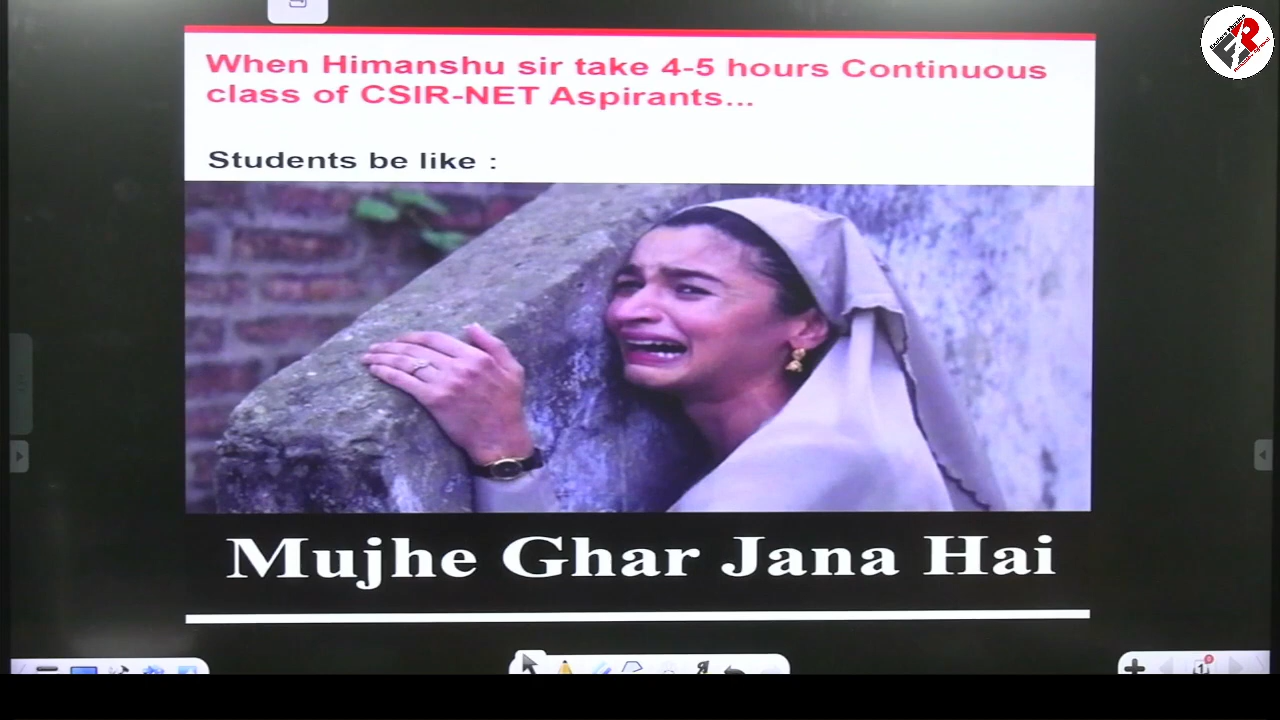 When Himanshu sir take 4-5 hours Continuous
class of CSIR-NET Aspirants...
Students be like :
Mujhe Ghar Jana Hai
1